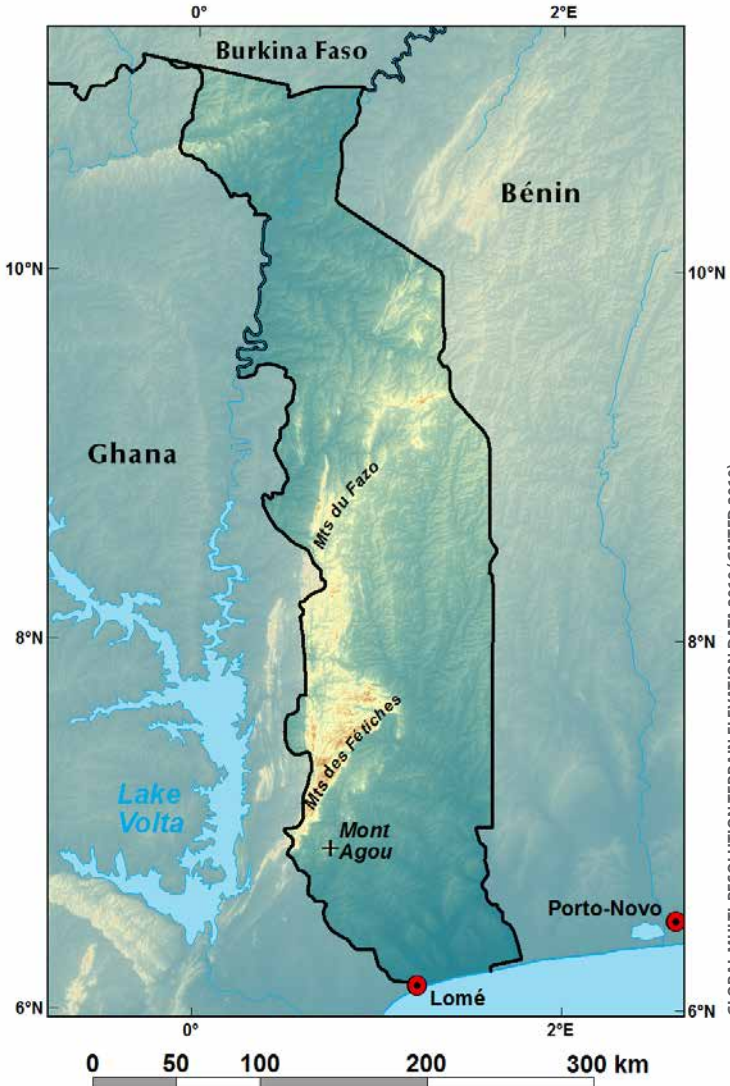 0° 2°E
Burkina Faso
Bénin
10°N 10°N
Ghana
Mts du Fazo
8°N 8°N
Mts des Fétiches
Lake
Volta
Mont
Agou
Porto-Novo
Lomé
6°N 6°N
0° 2°E
0 50 100 200 300 km